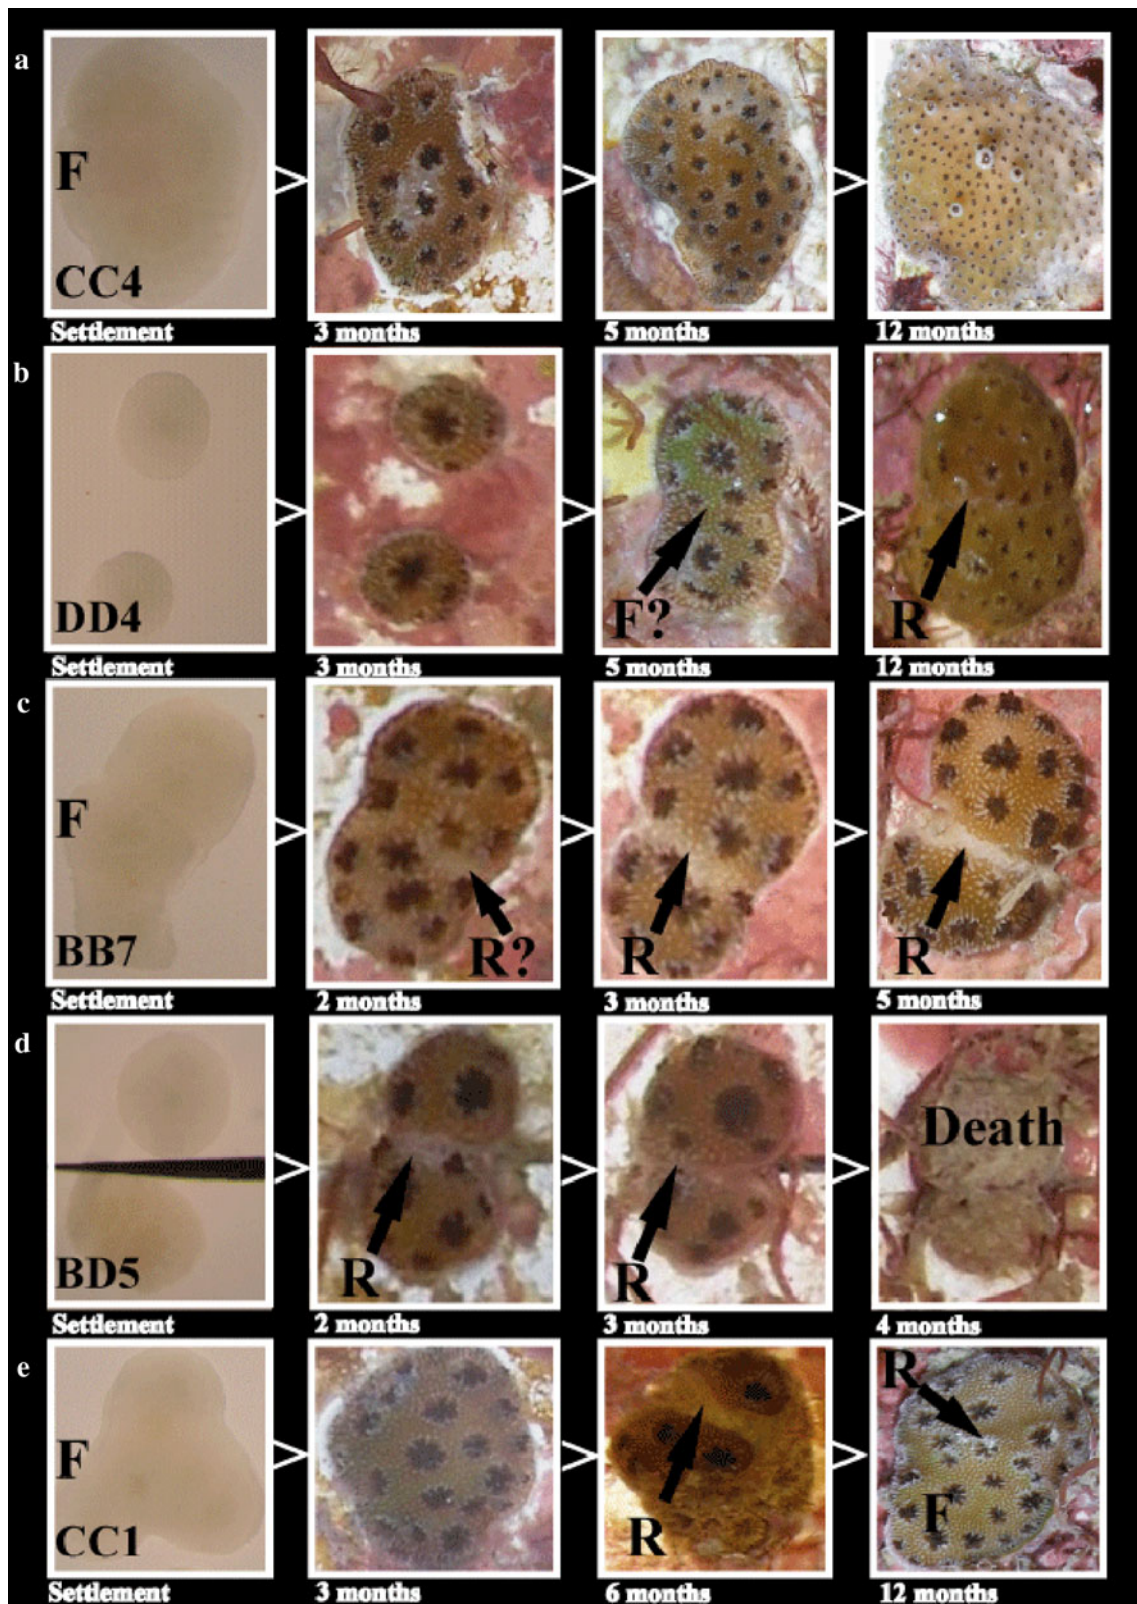 a
F
CC4
Settlement
3 months
5 months
12 months
b
DD4
F?
R
Settlement
3 months
5 months
12 months
c
F
BB7
R?
R
R
Settlement
2 months
3 months
5 months
d
BD5
R
R
Death
Settlement
2 months
3 months
4 months
e
F
CC1
R
R
F
Settlement
3 months
6 months
12 months